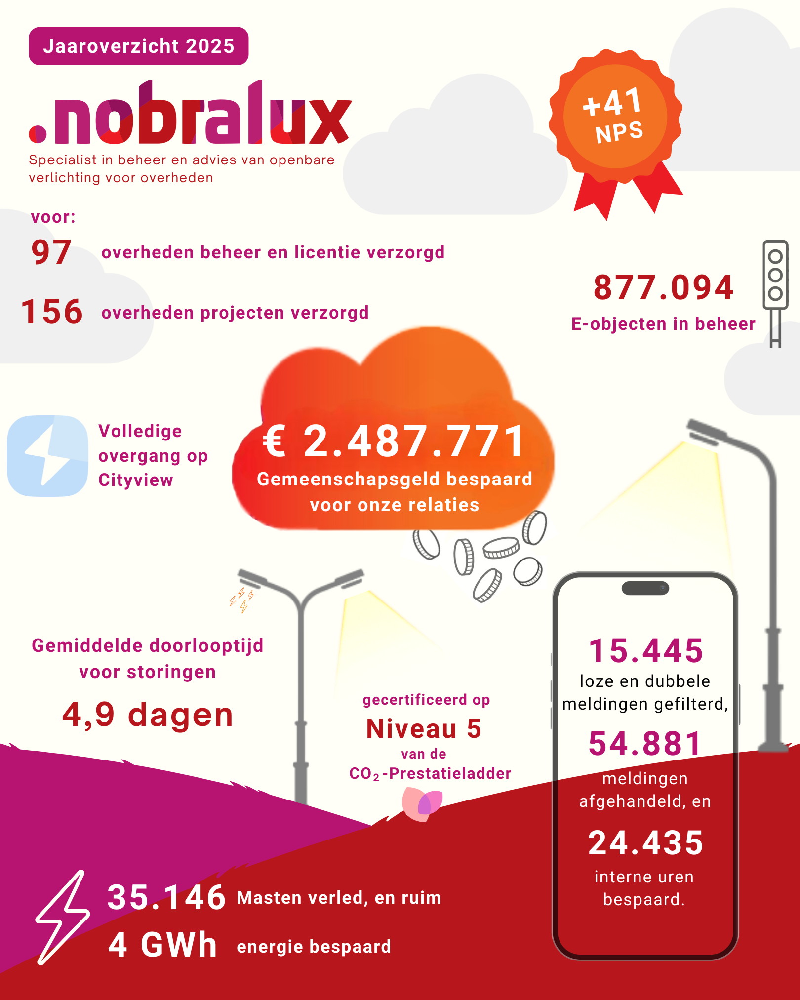 Jaaroverzicht 2025
.nobralux
Specialist in beheer en advies van openbare
verlichting voor overheden
+41
NPS
voor:
97 overheden beheer en licentie verzorgd
156 overheden projecten verzorgd
877.094
E-objecten in beheer
Volledige
overgang op
Cityview
€ 2.487.771
Gemeenschapsgeld bespaard
voor onze relaties
Gemiddelde doorlooptijd
voor storingen
4,9 dagen
gecertificeerd op
Niveau 5
van de
CO₂-Prestatieladder
15.445
loze en dubbele
meldingen gefilterd,
54.881
meldingen
afgehandeld, en
24.435
interne uren
bespaard.
35.146 Masten verled, en ruim
4 GWh energie bespaard